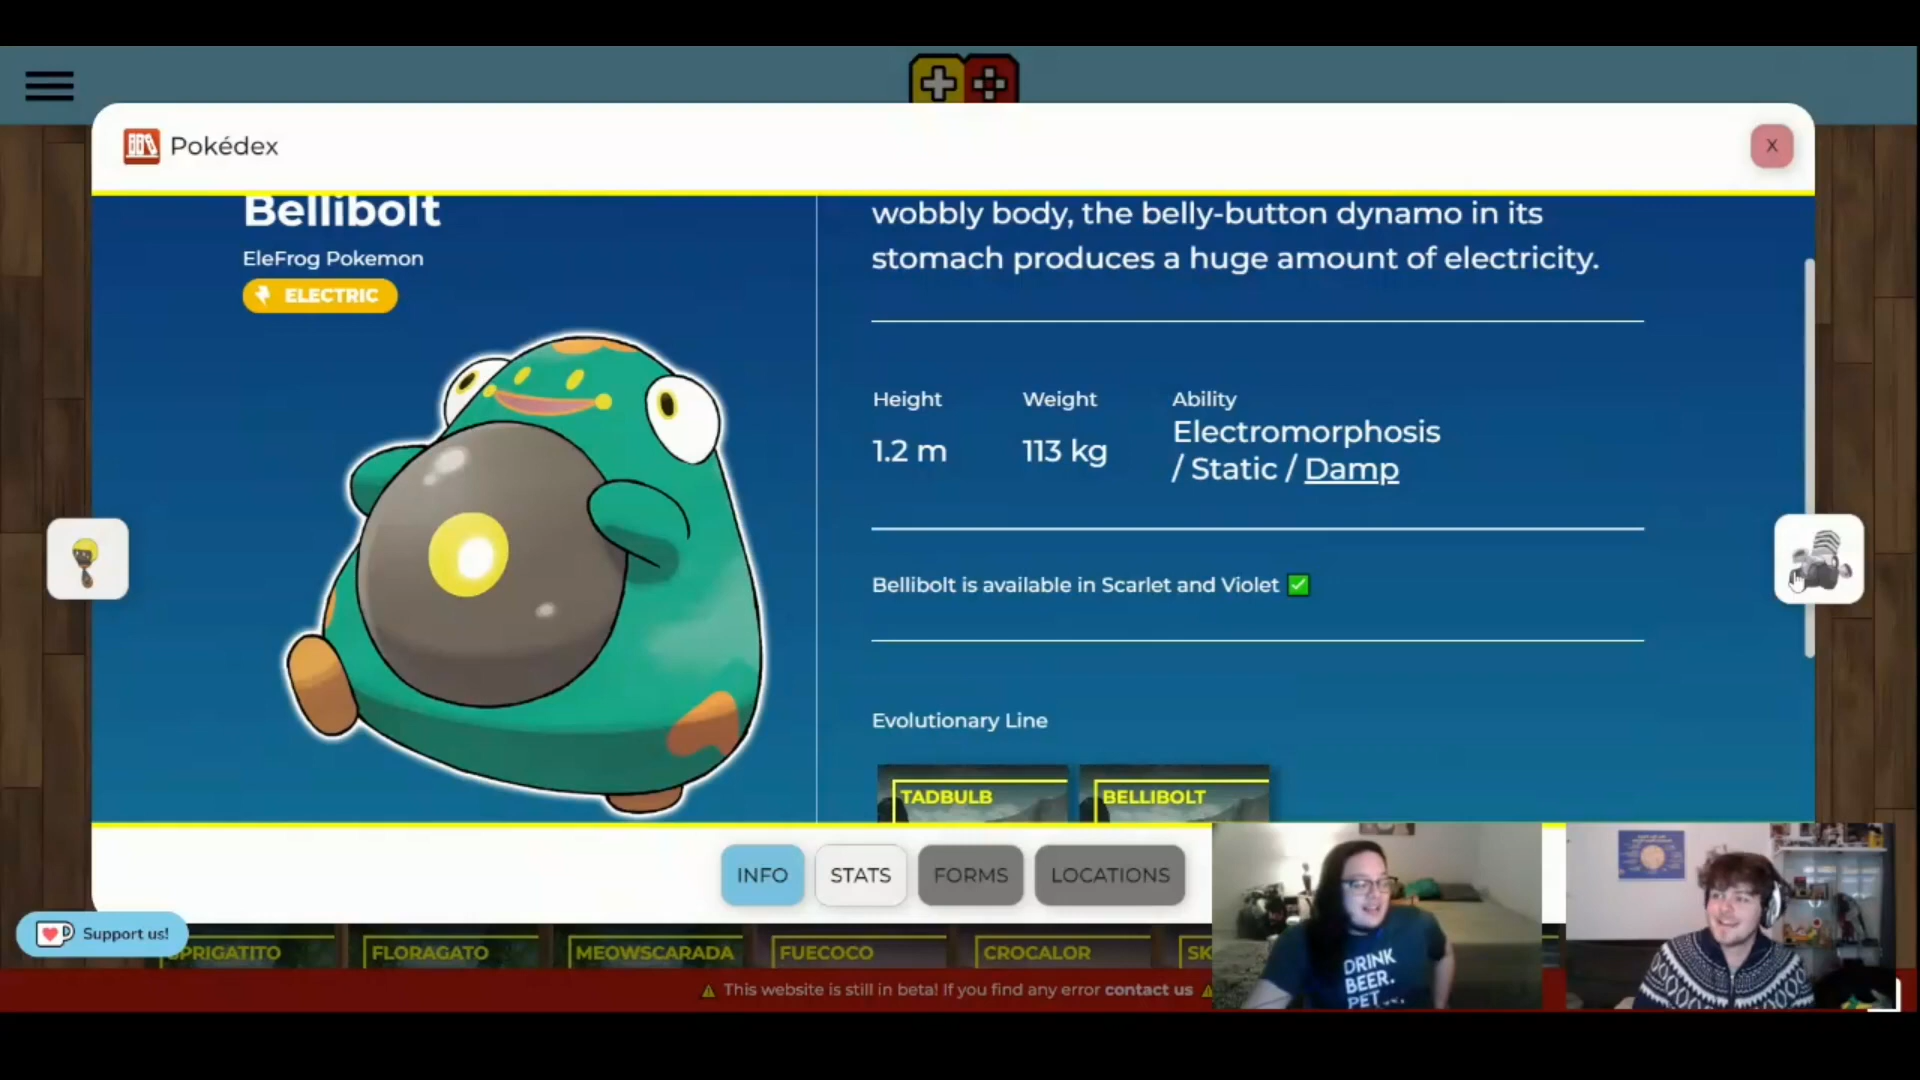 Pokédex
X
Bellibolt
EleFrog Pokemon
ELECTRIC
wobbly body, the belly-button dynamo in its
stomach produces a huge amount of electricity.
Height
1.2 m
Weight
113 kg
Ability
Electromorphosis
/ Static / Damp
Bellibolt is available in Scarlet and Violet
Evolutionary Line
TADBULB
BELLIBOLT
INFO
STATS
FORMS
LOCATIONS
Support us!
PRIGATITO
FLORAGATO
MEOWSCARADA
FUECOCO
CROCALOR
SK
This website is still in beta! If you find any error contact us
DRINK
BEER.
PET